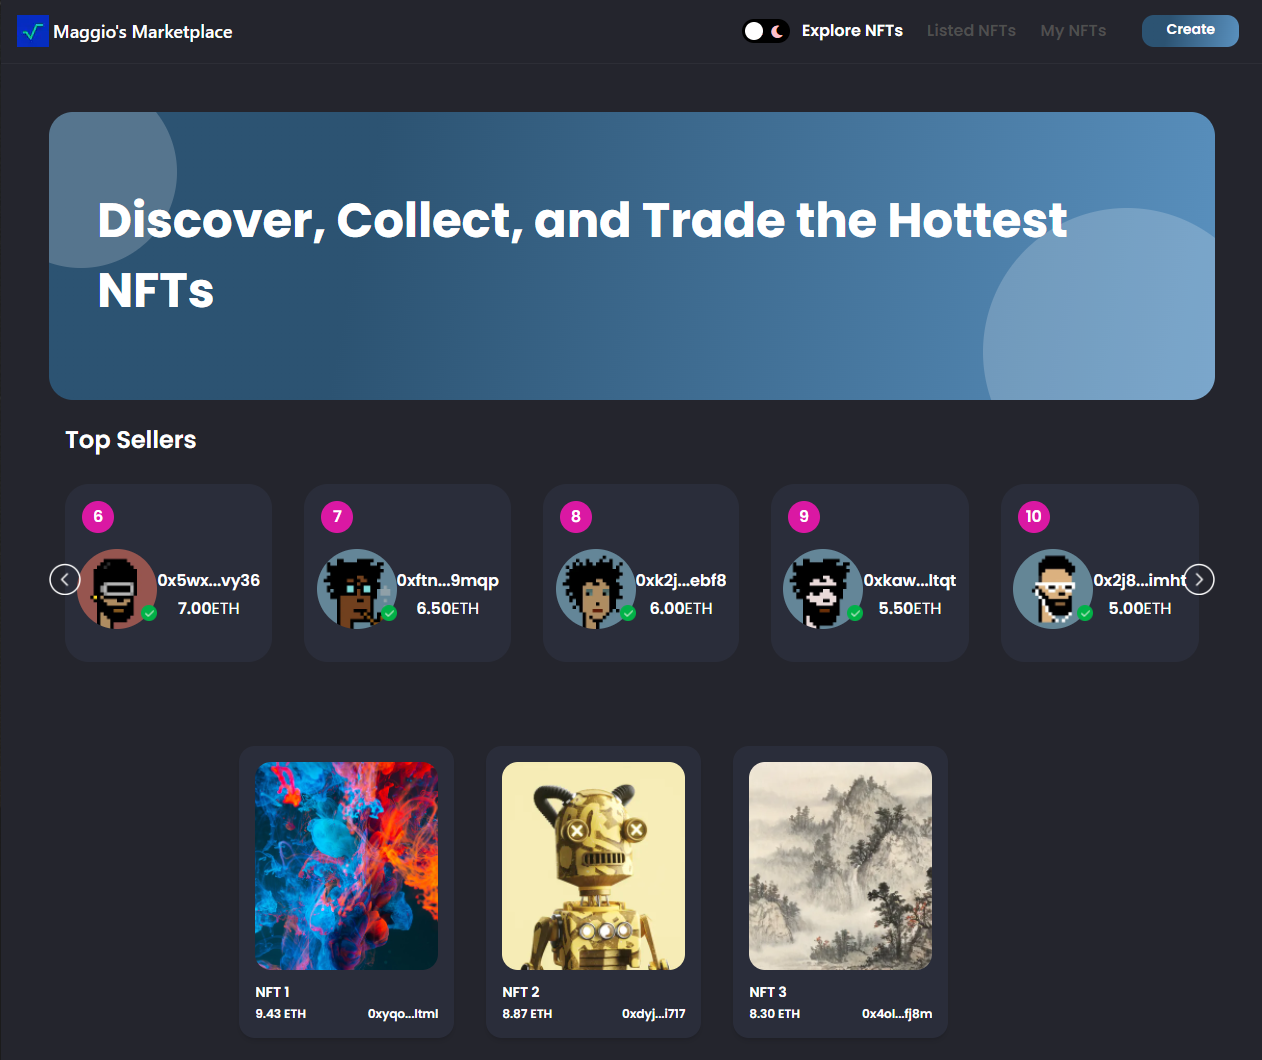 Maggio's Marketplace
Explore NFTs
Listed NFTs
My NFTs
Create
Discover, Collect, and Trade the Hottest
NFTs
Top Sellers
6
0x5wx...vy36
7.00ETH
7
0xftn...9mqp
6.50ETH
8
0xk2j...ebf8
6.00ETH
9
0xkaw...ltqt
5.50ETH
10
0x2j8...imht
5.00ETH
NFT 1
9.43 ETH 0xyqo...ltml
NFT 2
8.87 ETH 0xdyj...i717
NFT 3
8.30 ETH 0x4ol...fj8m